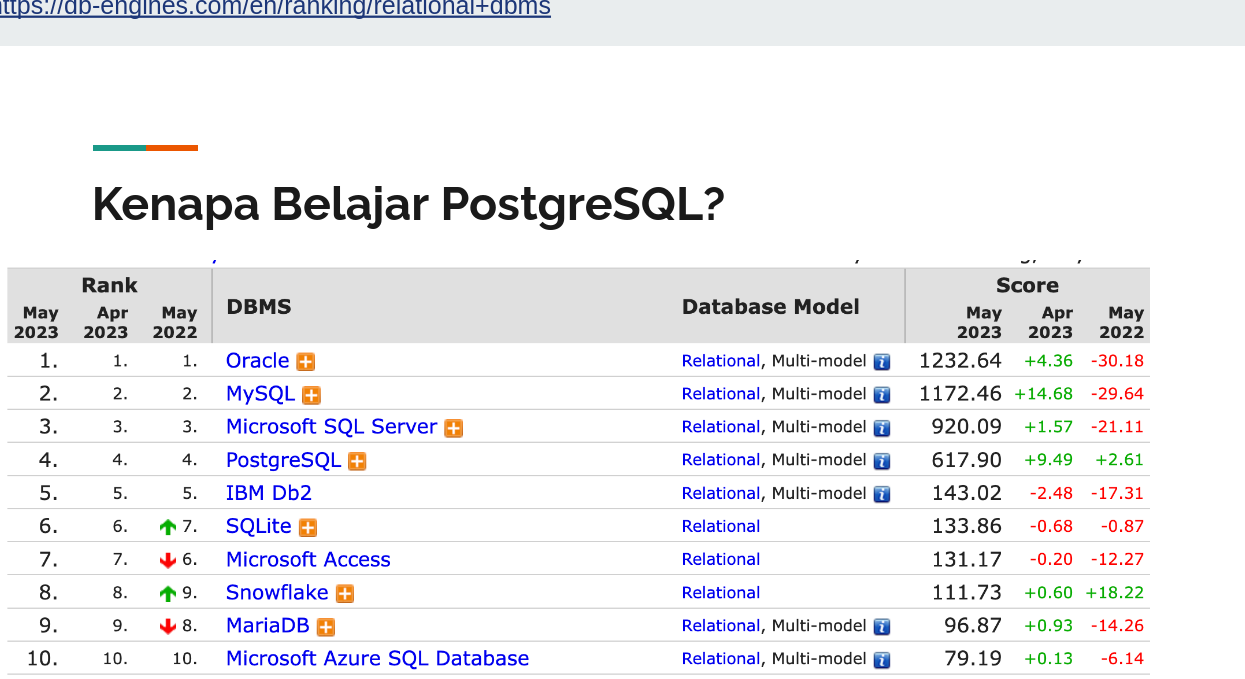 https://db-engines.com/en/ranking/relational+dbms
Kenapa Belajar PostgreSQL?
Rank Score
DBMS Database Model
May 2023 Apr 2023 May 2022 May 2023 Apr 2023 May 2022
1. 1. 1. Oracle Relational, Multi-model 1232.64 +4.36 -30.18
2. 2. 2. MySQL Relational, Multi-model 1172.46 +14.68 -29.64
3. 3. 3. Microsoft SQL Server Relational, Multi-model 920.09 +1.57 -21.11
4. 4. 4. PostgreSQL Relational, Multi-model 617.90 +9.49 +2.61
5. 5. 5. IBM Db2 Relational, Multi-model 143.02 -2.48 -17.31
6. 6. 7. SQLite Relational 133.86 -0.68 -0.87
7. 7. 6. Microsoft Access Relational 131.17 -0.20 -12.27
8. 8. 9. Snowflake Relational 111.73 +0.60 +18.22
9. 9. 8. MariaDB Relational, Multi-model 96.87 +0.93 -14.26
10. 10. 10. Microsoft Azure SQL Database Relational, Multi-model 79.19 +0.13 -6.14